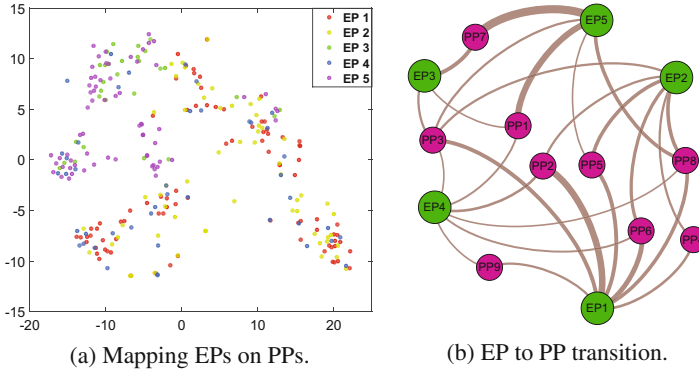 (b)
15
10
5
0
-5
-10
-15
-20 -10 0 10 20
EP 1
EP 2
EP 3
EP 4
EP 5
EP5
PP7
EP3
EP2
PP1
PP3
PP2
PP5
PP8
EP4
PP6
PP9
EP1
(a) Mapping EPs on PPs.
(b) EP to PP transition.